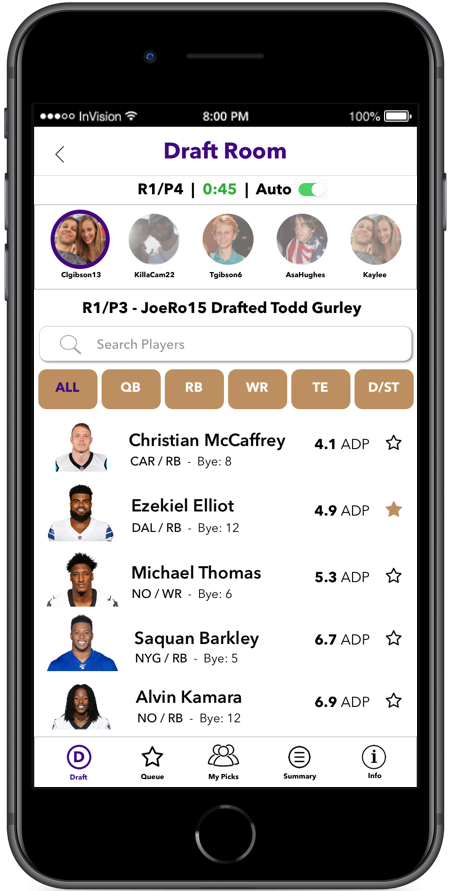 ●●●○○ InVision 8:00 PM 100%
Draft Room
R1/P4 | 0:45 | Auto
Clgibson13 KillaCam22 Tgibson6 AsaHughes Kaylee
R1/P3 - JoeRo15 Drafted Todd Gurley
Search Players
ALL QB RB WR TE D/ST
Christian McCaffrey 4.1 ADP
CAR / RB - Bye: 8
Ezekiel Elliot 4.9 ADP
DAL / RB - Bye: 12
Michael Thomas 5.3 ADP
NO / WR - Bye: 6
Saquan Barkley 6.7 ADP
NYG / RB - Bye: 5
Alvin Kamara 6.9 ADP
NO / RB - Bye: 12
D
Draft Queue My Picks Summary Info